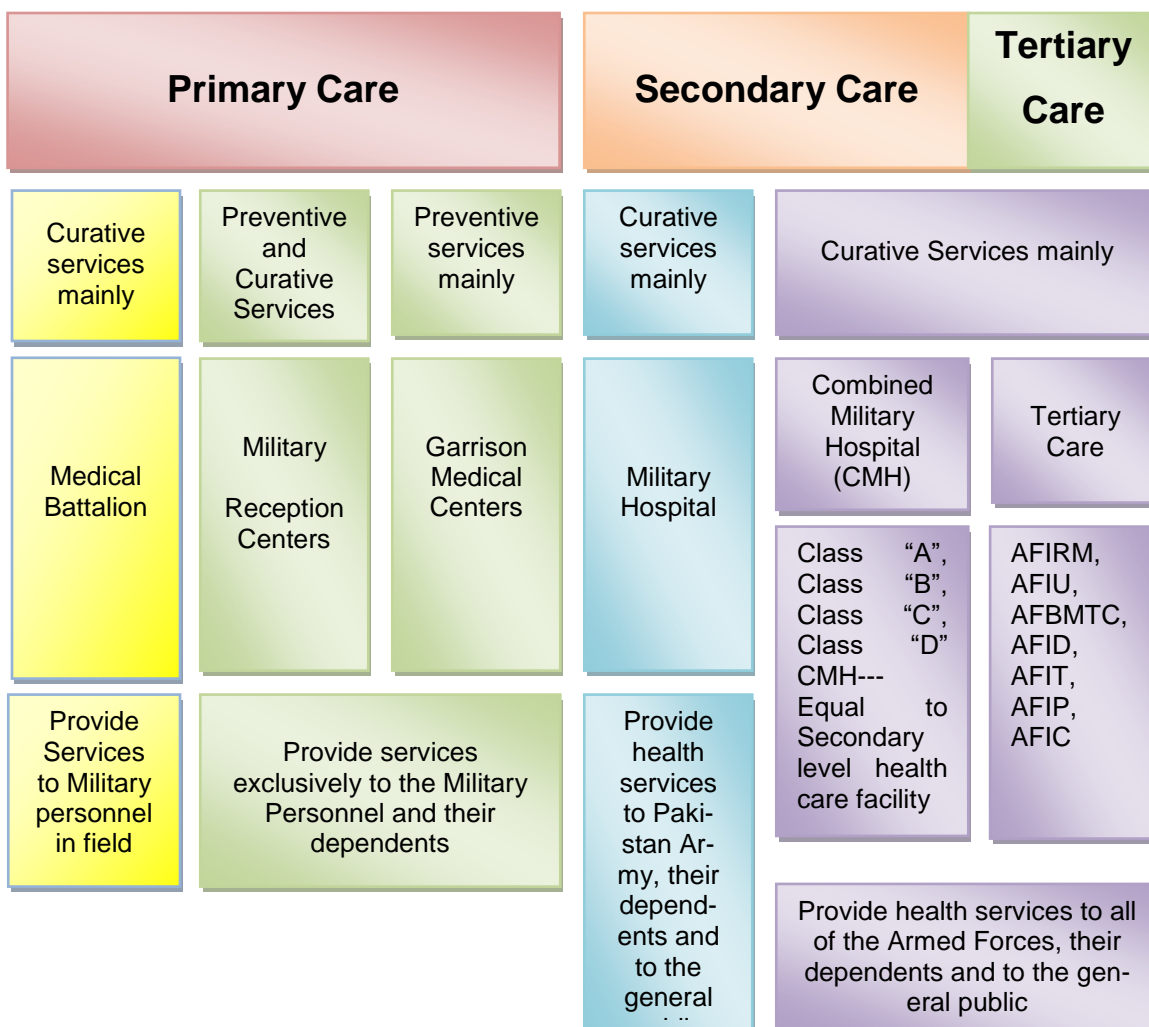 Primary Care
Secondary Care
Tertiary
Care
Curative
services
mainly
Preventive
and
Curative
Services
Preventive
services
mainly
Curative
services
mainly
Curative Services mainly
Medical
Battalion
Military
Reception
Centers
Garrison
Medical
Centers
Military
Hospital
Combined
Military
Hospital
(CMH)
Tertiary
Care
Class “A”,
Class “B”,
Class “C”,
Class “D”
CMH---
Equal to
Secondary
level health
care facility
AFIRM,
AFIU,
AFBMTC,
AFID,
AFIT,
AFIP,
AFIC
Provide
Services
to Military
personnel
in field
Provide services
exclusively to the Military
Personnel and their
dependents
Provide
health
services
to Paki-
stan Ar-
my, their
depend-
ents and
to the
general
Provide health services to all
of the Armed Forces, their
dependents and to the gen-
eral public